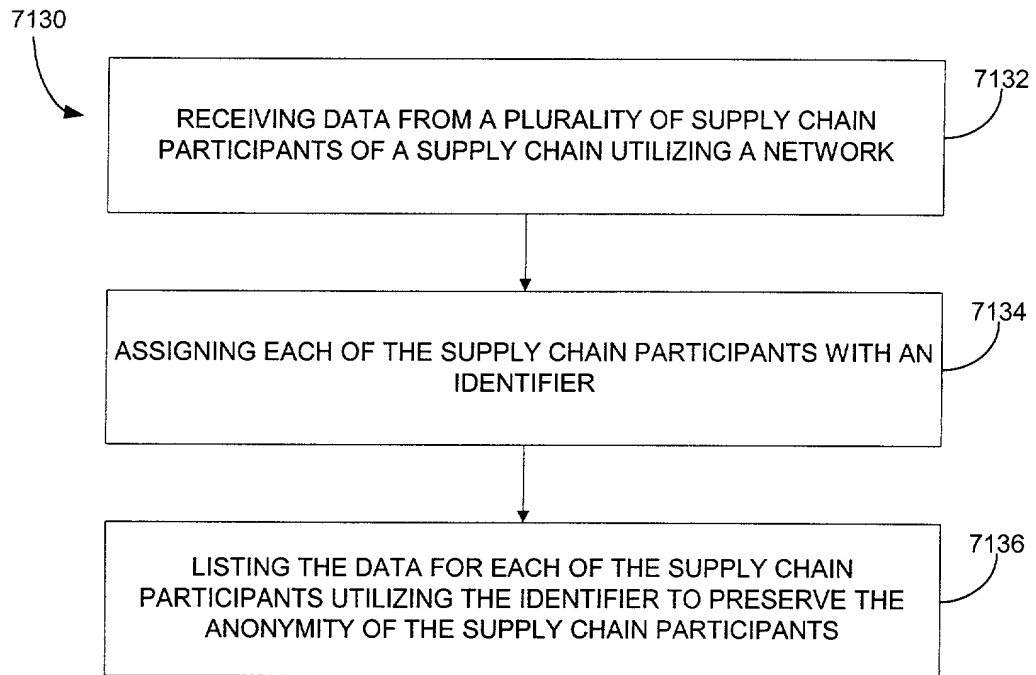 7130
7132
RECEIVING DATA FROM A PLURALITY OF SUPPLY CHAIN
PARTICIPANTS OF A SUPPLY CHAIN UTILIZING A NETWORK
7134
ASSIGNING EACH OF THE SUPPLY CHAIN PARTICIPANTS WITH AN
IDENTIFIER
7136
LISTING THE DATA FOR EACH OF THE SUPPLY CHAIN
PARTICIPANTS UTILIZING THE IDENTIFIER TO PRESERVE THE
ANONYMITY OF THE SUPPLY CHAIN PARTICIPANTS